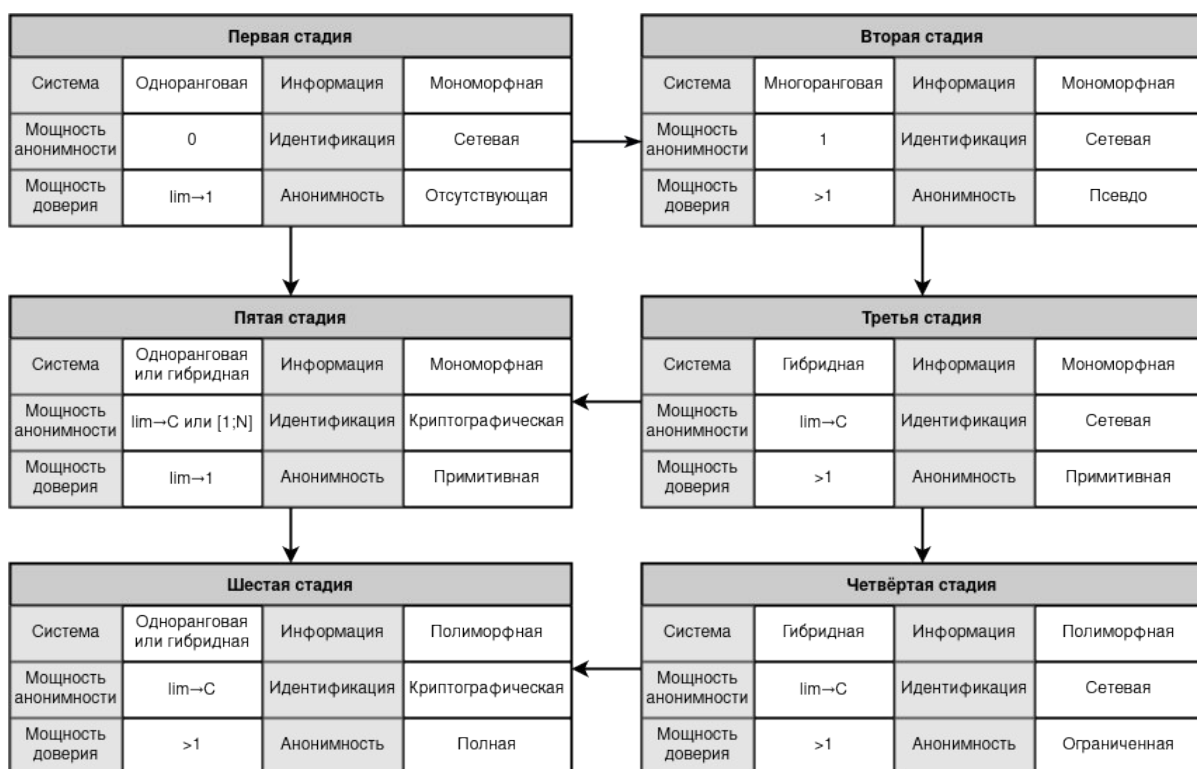 Первая стадия
Система Одноранговая Информация Мономорфная
Мощность анонимности 0 Идентификация Сетевая
Мощность доверия lim→1 Анонимность Отсутствующая
Вторая стадия
Система Многоранговая Информация Мономорфная
Мощность анонимности 1 Идентификация Сетевая
Мощность доверия >1 Анонимность Псевдо
Пятая стадия
Система Одноранговая или гибридная Информация Мономорфная
Мощность анонимности lim→C или [1;N] Идентификация Криптографическая
Мощность доверия lim→1 Анонимность Примитивная
Третья стадия
Система Гибридная Информация Мономорфная
Мощность анонимности lim→C Идентификация Сетевая
Мощность доверия >1 Анонимность Примитивная
Шестая стадия
Система Одноранговая или гибридная Информация Полиморфная
Мощность анонимности lim→C Идентификация Криптографическая
Мощность доверия >1 Анонимность Полная
Четвёртая стадия
Система Гибридная Информация Полиморфная
Мощность анонимности lim→C Идентификация Сетевая
Мощность доверия >1 Анонимность Ограниченная